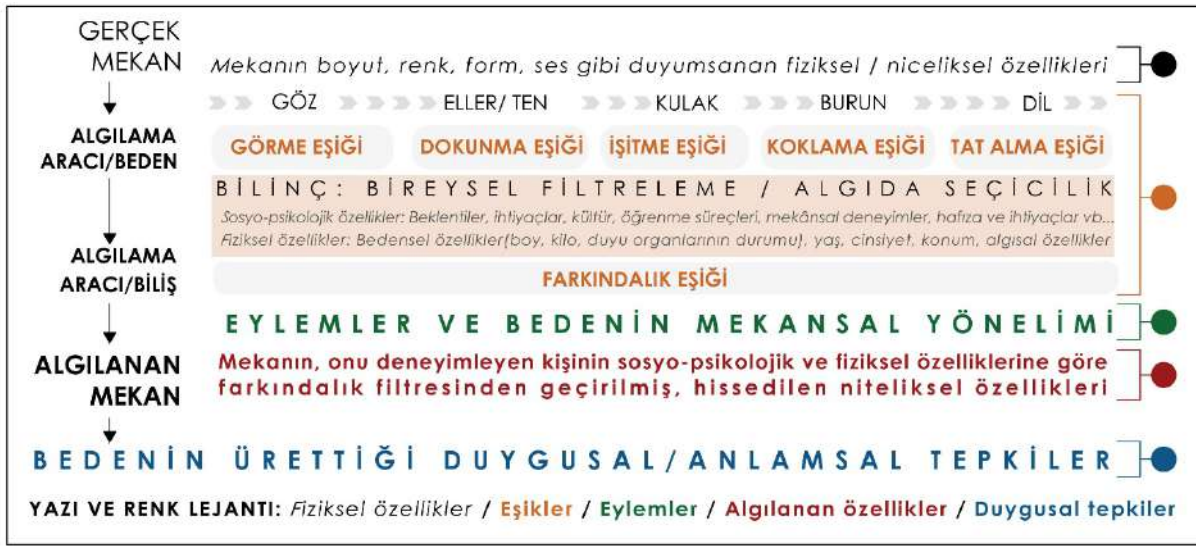 GERÇEK
MEKAN
Mekanın boyut, renk, form, ses gibi duyumsanan fiziksel / niceliksel özellikleri
GÖZ ELLER/ TEN KULAK BURUN DİL
ALGILAMA
ARACI/BEDEN
GÖRME EŞİĞİ DOKUNMA EŞİĞİ İŞİTME EŞİĞİ KOKLAMA EŞİĞİ TAT ALMA EŞİĞİ
BİLİNÇ: BİREYSEL FİLTRELEME / ALGIDA SEÇİCİLİK
Sosyo-psikolojik özellikler: Beklentiler, ihtiyaçlar, kültür, öğrenme süreçleri, mekânsal deneyimler, hafıza ve ihtiyaçlar vb...
Fiziksel özellikler: Bedensel özellikler(boy, kilo, duyu organlarının durumu), yaş, cinsiyet, konum, algısal özellikler
ALGILAMA
ARACI/BİLİŞ
FARKINDALIK EŞİĞİ
EYLEMLER VE BEDENİN MEKANSAL YÖNELİMİ
ALGILANAN
MEKAN
Mekanın, onu deneyimleyen kişinin sosyo-psikolojik ve fiziksel özelliklerine göre
farkındalık filtresinden geçirilmiş, hissedilen niteliksel özellikleri
BEDENİN ÜRETTİĞİ DUYGUSAL/ANLAMSAL TEPKİLER
YAZI VE RENK LEJANTI: Fiziksel özellikler / Eşikler / Eylemler / Algılanan özellikler / Duygusal tepkiler